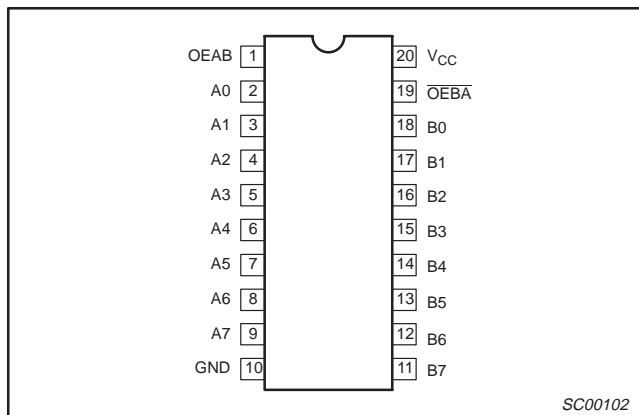 OEAB 1 20 VCC
A0 2 19 O̅E̅B̅A̅
A1 3 18 B0
A2 4 17 B1
A3 5 16 B2
A4 6 15 B3
A5 7 14 B4
A6 8 13 B5
A7 9 12 B6
GND 10 11 B7
SC00102